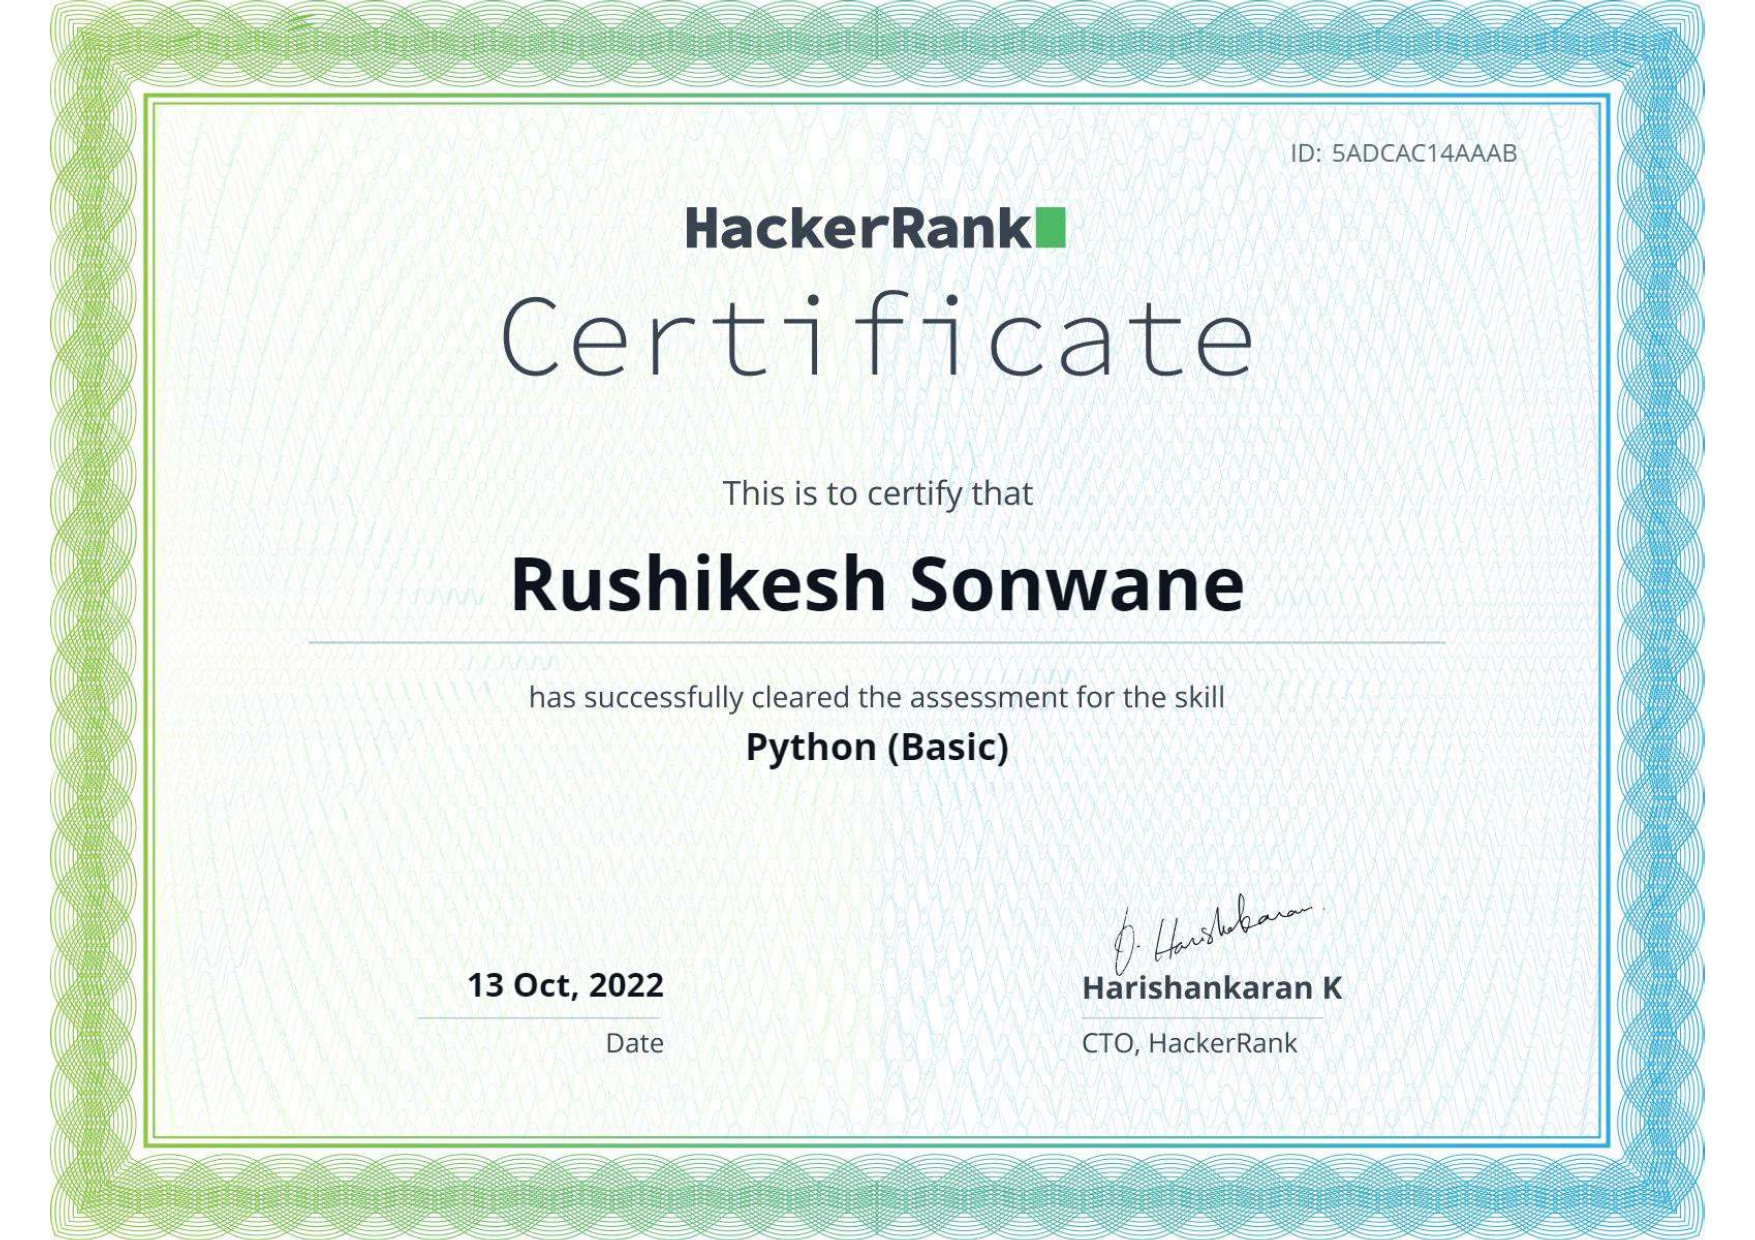 ID: 5ADCAC14AAAB
HackerRank
Certificate
This is to certify that
Rushikesh Sonwane
has successfully cleared the assessment for the skill
Python (Basic)
13 Oct, 2022
Date
Harishankaran K
CTO, HackerRank